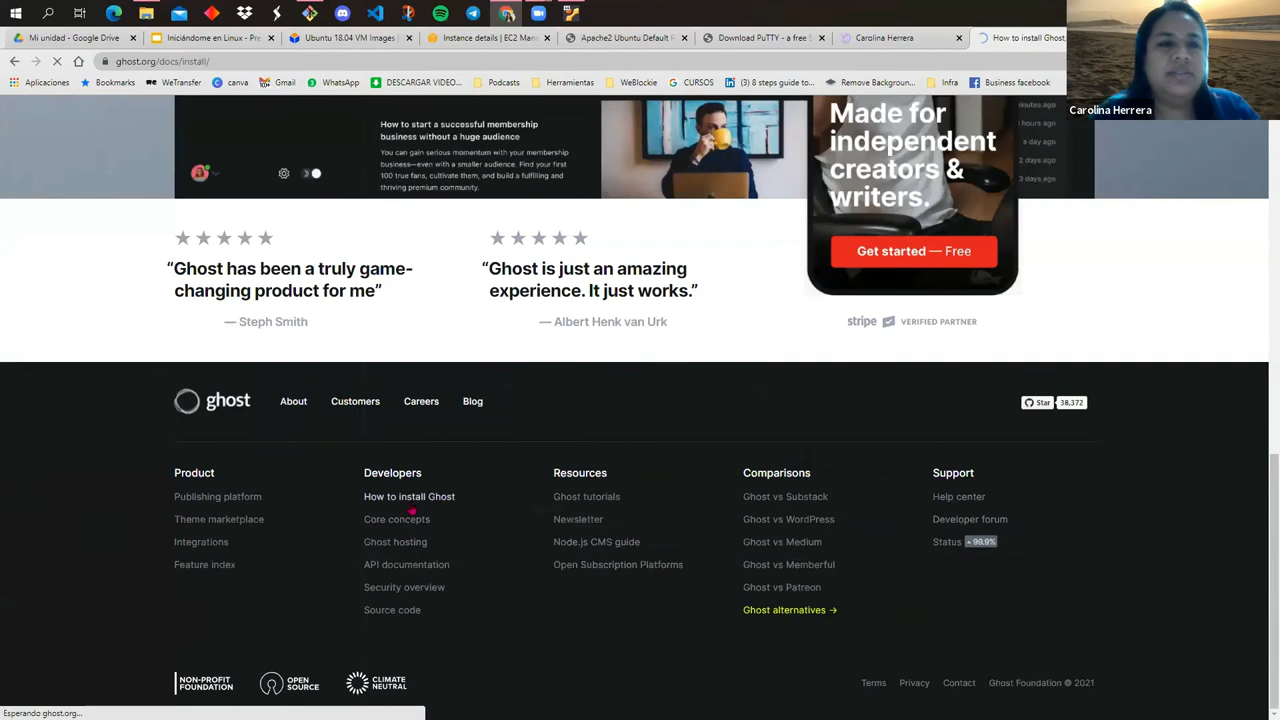 Mi unidad - Google Drive
Iniciándome en Linux - Pre
Ubuntu 18.04 VM Images |
Instance details | EC2 Man
Apache2 Ubuntu Default P
Download PuTTY - a free S
Carolina Herrera
How to install Ghost
ghost.org/docs/install/
Aplicaciones
Bookmarks
WeTransfer
canva
Gmail
WhatsApp
DESCARGAR VIDEO...
Podcasts
Herramientas
WeBlockie
CURSOS
(3) 8 steps guide to...
Remove Background...
Infra
Business facebook
Carolina Herrera
How to start a successful membership
business without a huge audience
You can gain serious momentum with your membership
business—even with a smaller audience. Find your first
100 true fans, cultivate them, and build a fulfilling and
thriving premium community.
Made for
independent
creators &
writers.
minutes ago
hours ago
a day ago
2 days ago
3 days ago
Get started — Free
“Ghost has been a truly game-
changing product for me”
— Steph Smith
“Ghost is just an amazing
experience. It just works.”
— Albert Henk van Urk
stripe VERIFIED PARTNER
ghost About Customers Careers Blog
Star 38,372
Product
Publishing platform
Theme marketplace
Integrations
Feature index
Developers
How to install Ghost
Core concepts
Ghost hosting
API documentation
Security overview
Source code
Resources
Ghost tutorials
Newsletter
Node.js CMS guide
Open Subscription Platforms
Comparisons
Ghost vs Substack
Ghost vs WordPress
Ghost vs Medium
Ghost vs Memberful
Ghost vs Patreon
Ghost alternatives →
Support
Help center
Developer forum
Status 99.9%
NON-PROFIT
FOUNDATION
OPEN
SOURCE
CLIMATE
NEUTRAL
Terms Privacy Contact Ghost Foundation © 2021
Esperando ghost.org...